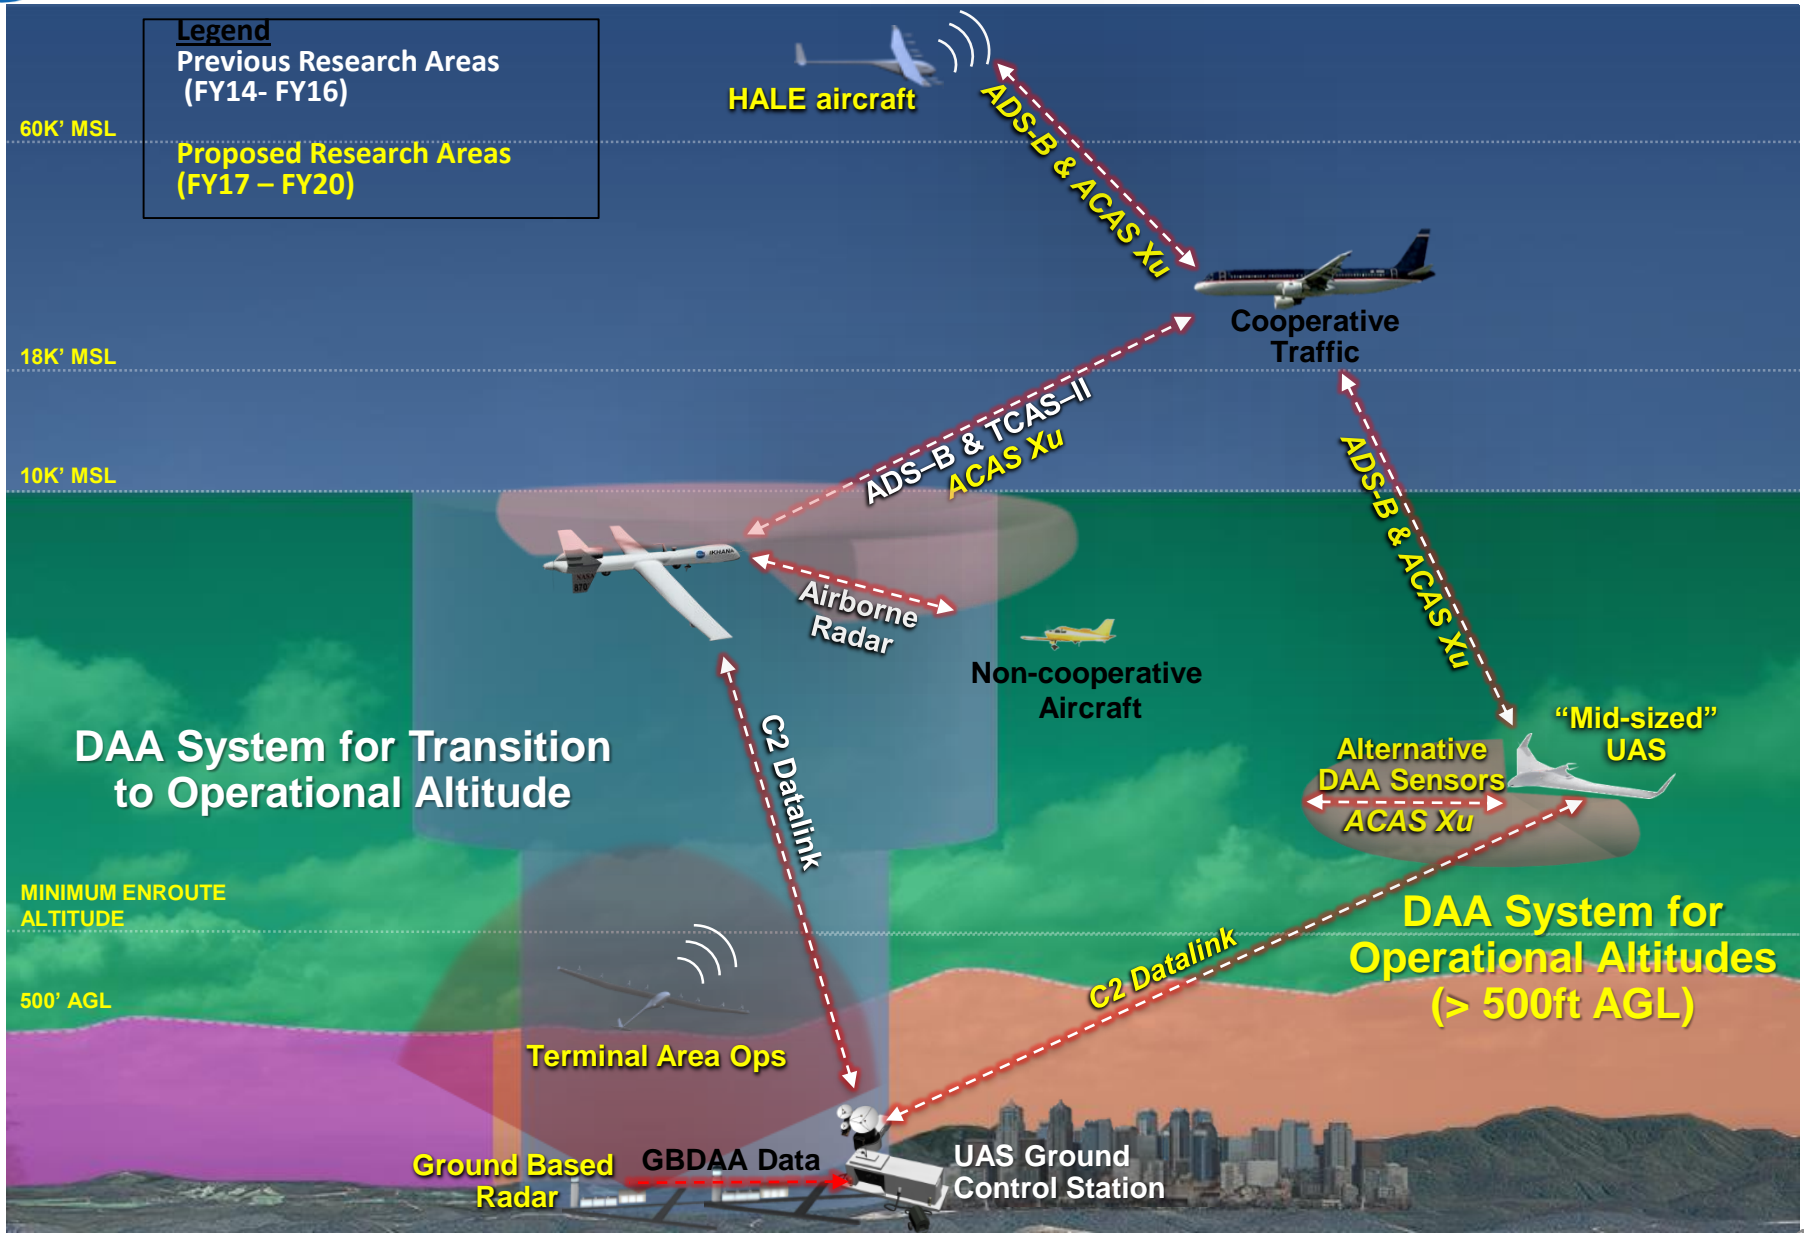 Legend
Previous Research Areas
(FY14- FY16)
Proposed Research Areas
(FY17 – FY20)
HALE aircraft
60K' MSL
ADS-B & ACAS Xu
Cooperative
Traffic
18K' MSL
ADS–B & TCAS–II
ACAS Xu
10K' MSL
ADS-B & ACAS Xu
IKHANA
NASA
870
Airborne
Radar
Non-cooperative
Aircraft
DAA System for Transition
to Operational Altitude
C2 Datalink
“Mid-sized”
UAS
Alternative
DAA Sensors
ACAS Xu
MINIMUM ENROUTE
ALTITUDE
DAA System for
Operational Altitudes
(> 500ft AGL)
C2 Datalink
500' AGL
Terminal Area Ops
Ground Based
Radar
GBDAA Data
UAS Ground
Control Station